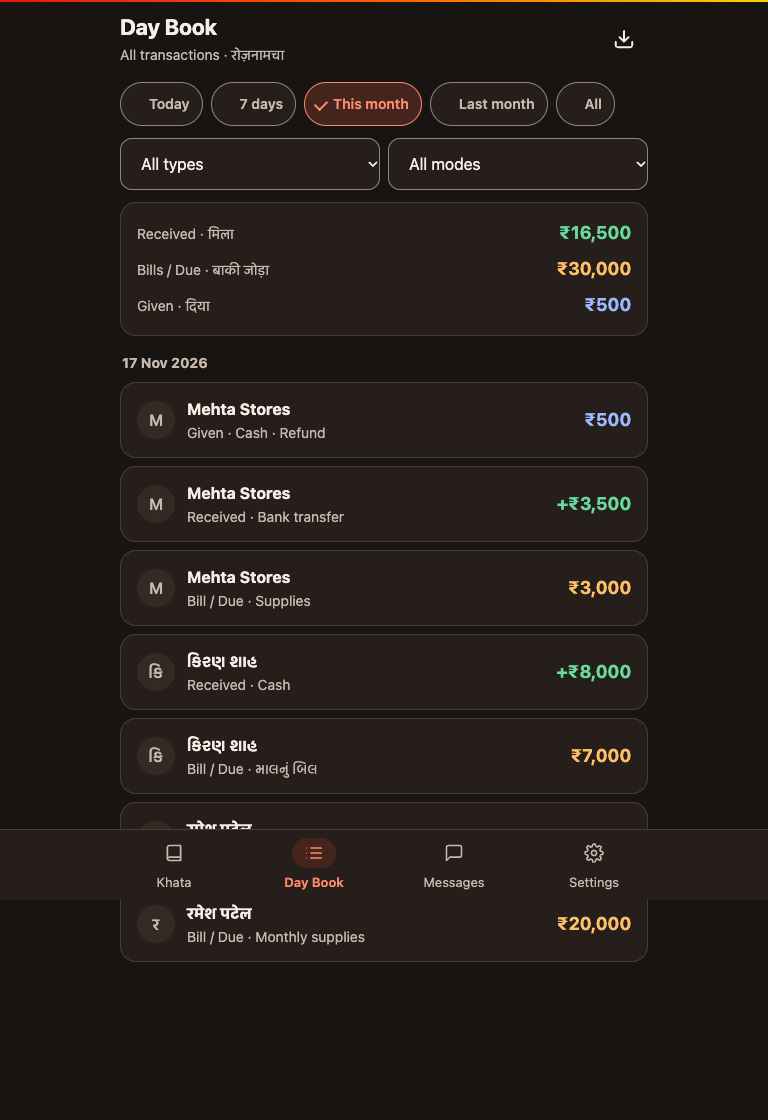 Day Book
All transactions · रोज़नामचा
Today
7 days
This month
Last month
All
All types
All modes
Received · मिला
₹16,500
Bills / Due · बाकी जोड़ा
₹30,000
Given · दिया
₹500
17 Nov 2026
M
Mehta Stores
₹500
Given · Cash · Refund
M
Mehta Stores
+₹3,500
Received · Bank transfer
M
Mehta Stores
₹3,000
Bill / Due · Supplies
કિ
કિરણ શાહ
+₹8,000
Received · Cash
કિ
કિરણ શાહ
₹7,000
Bill / Due · માલનું બિલ
Khata
Day Book
Messages
Settings
र
रमेश पटेल
₹20,000
Bill / Due · Monthly supplies